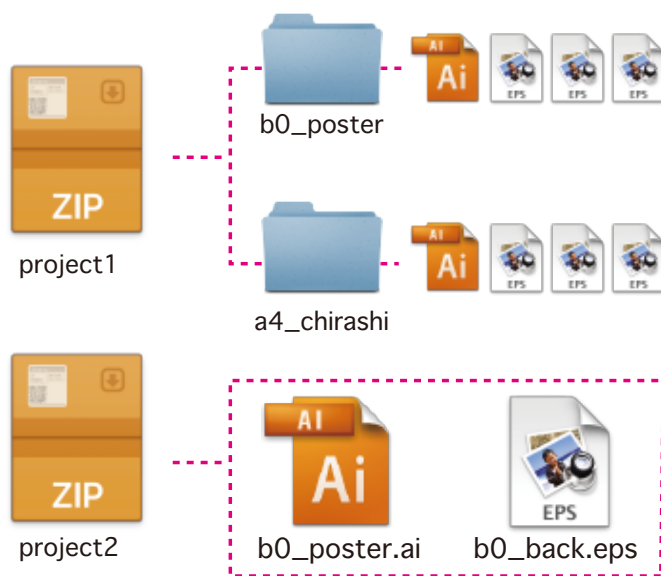 b0_poster
AI
Ai
EPS
EPS
EPS
ZIP
project1
a4_chirashi
AI
Ai
EPS
EPS
EPS
ZIP
project2
AI
Ai
b0_poster.ai
EPS
b0_back.eps